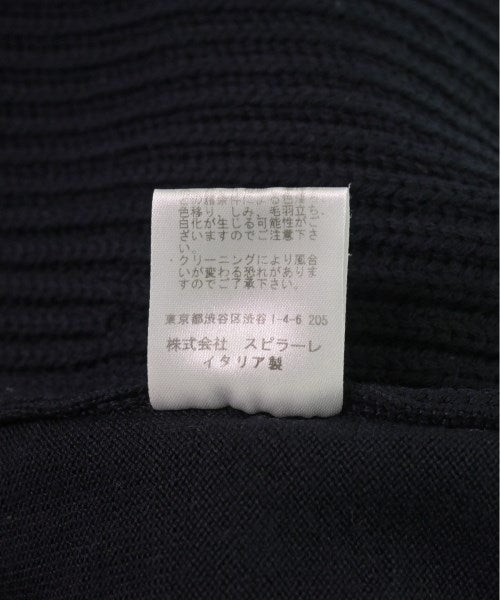 色移り、しみ、毛羽立ち、
白化が生じる可能性がご
ざいますのでご注意下さ
い。
・クリーニングにより風合
いが変わる恐れがありま
すのでご了承下さい。
東京都渋谷区渋谷1-4-6 205
株式会社 スピラーレ
イタリア製